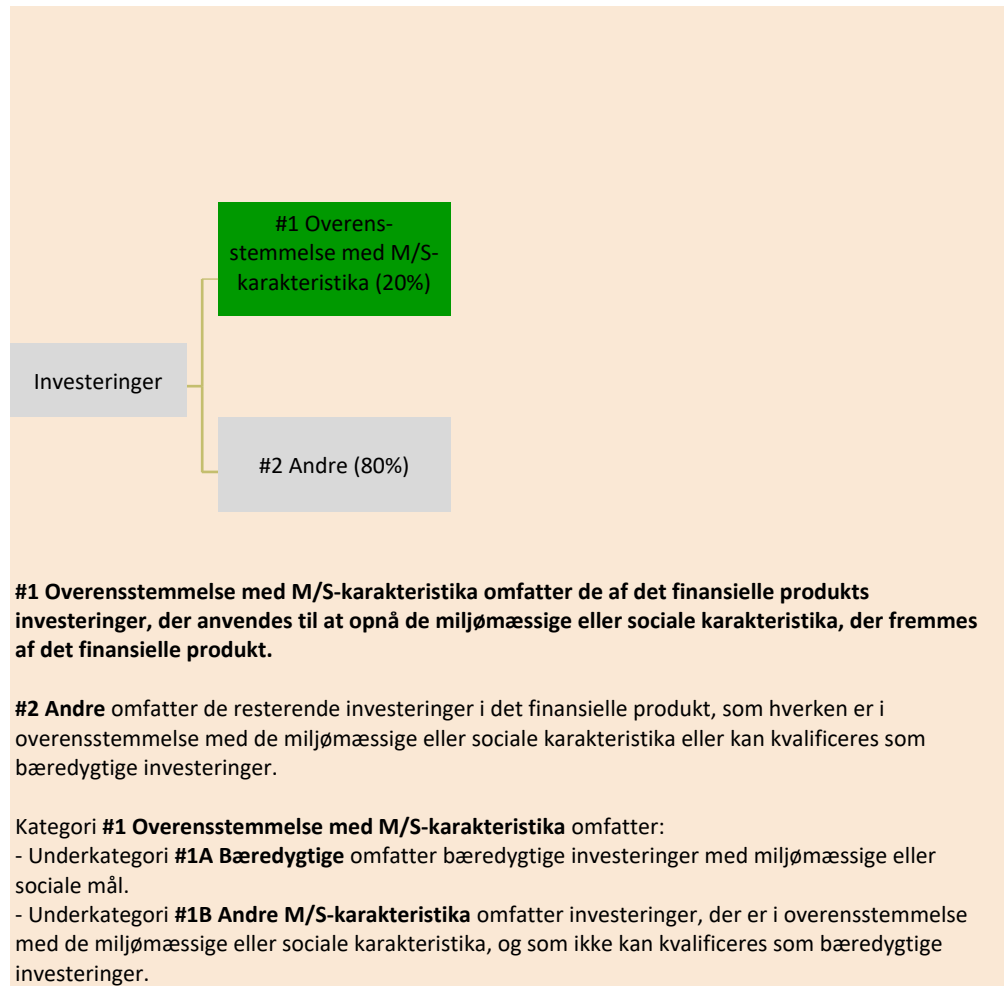 #1 Overens-
stemmelse med M/S-
karakteristika (20%)
Investeringer
#2 Andre (80%)
#1 Overensstemmelse med M/S-karakteristika omfatter de af det finansielle produkts
investeringer, der anvendes til at opnå de miljømæssige eller sociale karakteristika, der fremmes
af det finansielle produkt.
#2 Andre omfatter de resterende investeringer i det finansielle produkt, som hverken er i
overensstemmelse med de miljømæssige eller sociale karakteristika eller kan kvalificeres som
bæredygtige investeringer.
Kategori #1 Overensstemmelse med M/S-karakteristika omfatter:
- Underkategori #1A Bæredygtige omfatter bæredygtige investeringer med miljømæssige eller
sociale mål.
- Underkategori #1B Andre M/S-karakteristika omfatter investeringer, der er i overensstemmelse
med de miljømæssige eller sociale karakteristika, og som ikke kan kvalificeres som bæredygtige
investeringer.